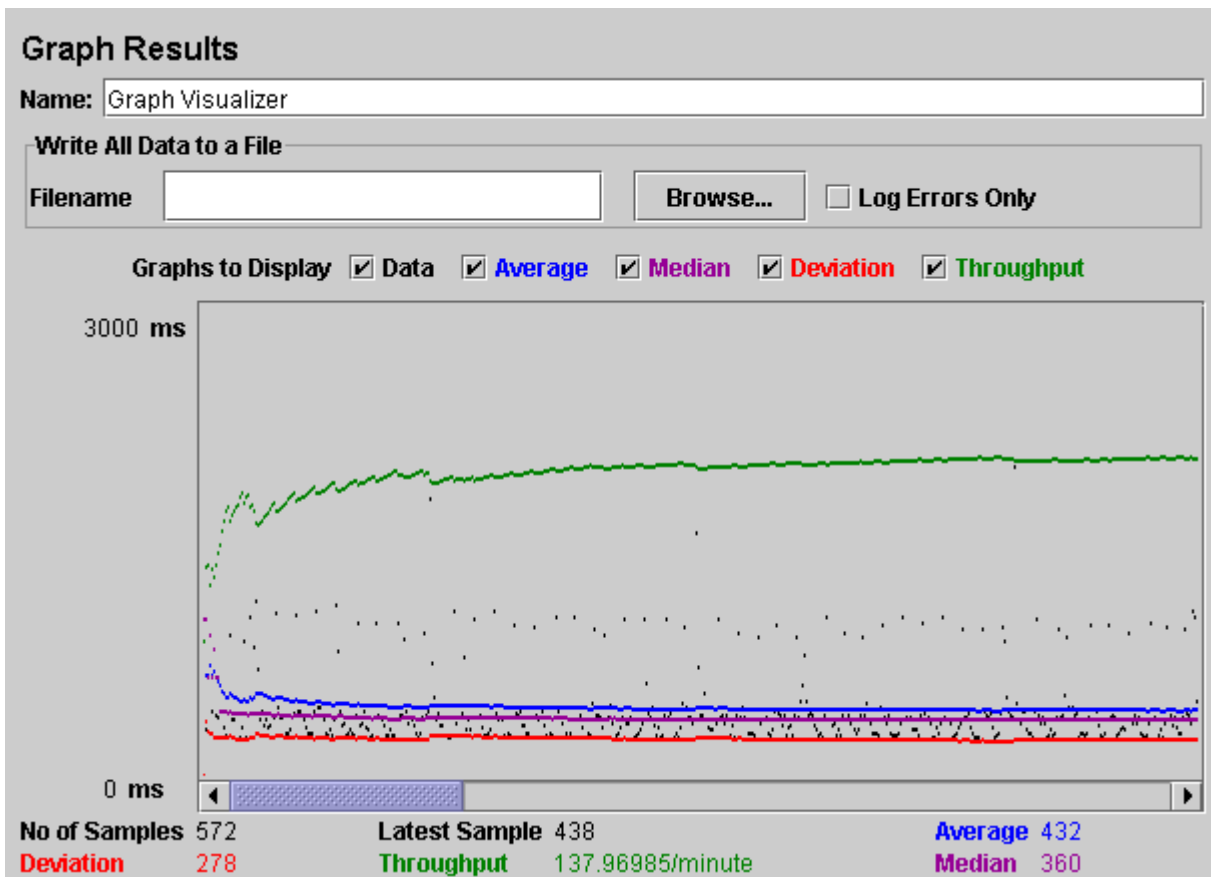 Graph Results
Name: Graph Visualizer
Write All Data to a File
Filename Browse... Log Errors Only
Graphs to Display Data Average Median Deviation Throughput
3000 ms
0 ms
No of Samples 572 Latest Sample 438 Average 432
Deviation 278 Throughput 137.96985/minute Median 360